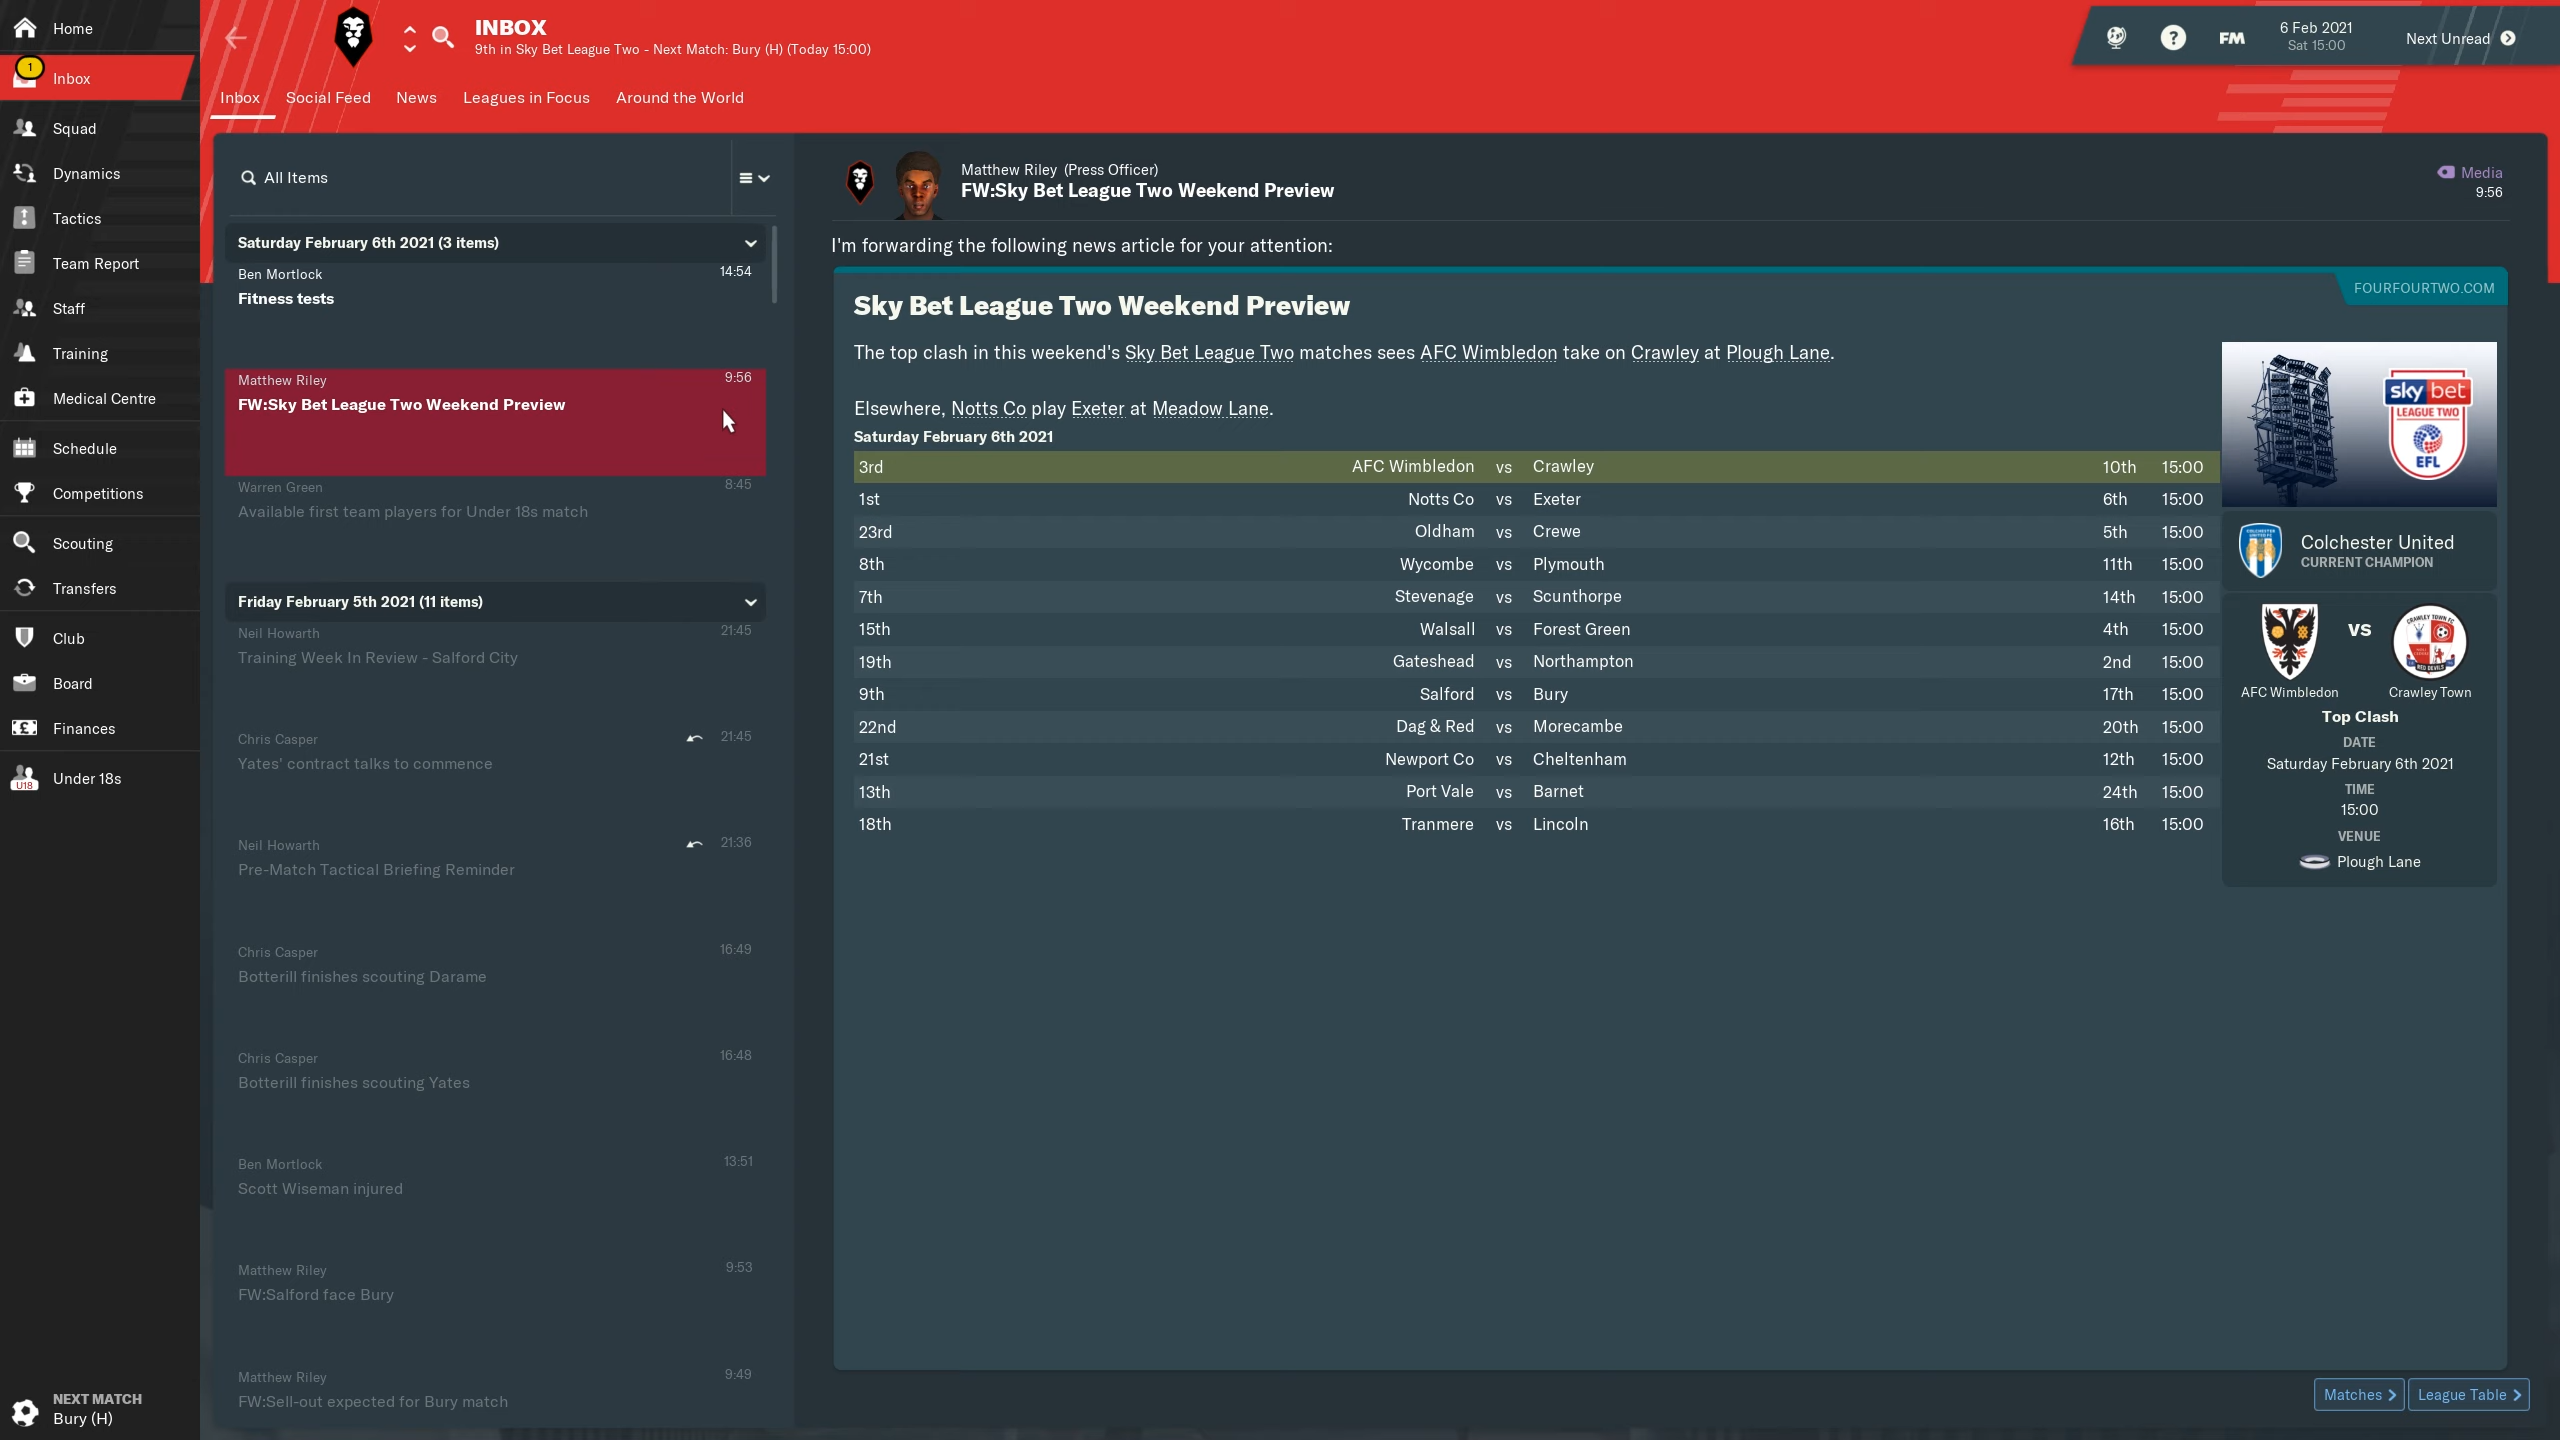 Home
1
Inbox
Squad
Dynamics
Tactics
Team Report
Staff
Training
Medical Centre
Schedule
Competitions
Scouting
Transfers
Club
Board
Finances
U18
Under 18s
NEXT MATCH
Bury (H)
INBOX
9th in Sky Bet League Two - Next Match: Bury (H) (Today 15:00)
? FM
6 Feb 2021
Sat 15:00
Next Unread
Inbox Social Feed News Leagues in Focus Around the World
All Items
Saturday February 6th 2021 (3 items)
Ben Mortlock 14:54
Fitness tests
Matthew Riley 9:56
FW:Sky Bet League Two Weekend Preview
Warren Green 8:45
Available first team players for Under 18s match
Friday February 5th 2021 (11 items)
Neil Howarth 21:45
Training Week In Review - Salford City
Chris Casper 21:45
Yates' contract talks to commence
Neil Howarth 21:36
Pre-Match Tactical Briefing Reminder
Chris Casper 16:49
Botterill finishes scouting Darame
Chris Casper 16:48
Botterill finishes scouting Yates
Ben Mortlock 13:51
Scott Wiseman injured
Matthew Riley 9:53
FW:Salford face Bury
Matthew Riley 9:49
FW:Sell-out expected for Bury match
Matthew Riley (Press Officer)
FW:Sky Bet League Two Weekend Preview
Media
9:56
I'm forwarding the following news article for your attention:
FOURFOURTWO.COM
Sky Bet League Two Weekend Preview
The top clash in this weekend's Sky Bet League Two matches sees AFC Wimbledon take on Crawley at Plough Lane.
Elsewhere, Notts Co play Exeter at Meadow Lane.
Saturday February 6th 2021
3rd AFC Wimbledon vs Crawley 10th 15:00
1st Notts Co vs Exeter 6th 15:00
23rd Oldham vs Crewe 5th 15:00
8th Wycombe vs Plymouth 11th 15:00
7th Stevenage vs Scunthorpe 14th 15:00
15th Walsall vs Forest Green 4th 15:00
19th Gateshead vs Northampton 2nd 15:00
9th Salford vs Bury 17th 15:00
22nd Dag & Red vs Morecambe 20th 15:00
21st Newport Co vs Cheltenham 12th 15:00
13th Port Vale vs Barnet 24th 15:00
18th Tranmere vs Lincoln 16th 15:00
sky bet
LEAGUE TWO
EFL
Colchester United
CURRENT CHAMPION
VS
AFC Wimbledon Crawley Town
Top Clash
DATE
Saturday February 6th 2021
TIME
15:00
VENUE
Plough Lane
Matches
League Table